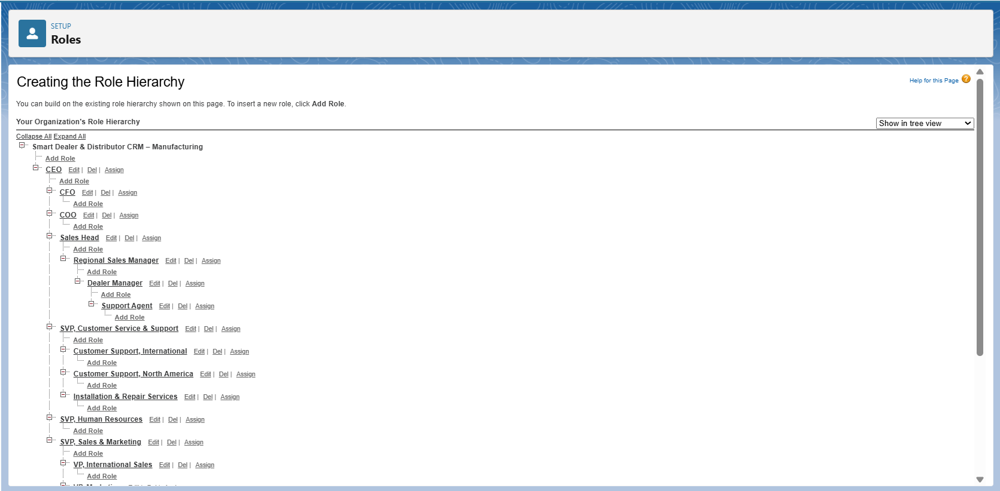 SETUP
Roles
Creating the Role Hierarchy
Help for this Page ?
You can build on the existing role hierarchy shown on this page. To insert a new role, click Add Role.
Your Organization's Role Hierarchy
Show in tree view
Collapse All Expand All
Smart Dealer & Distributor CRM – Manufacturing
Add Role
CEO Edit | Del | Assign
Add Role
CFO Edit | Del | Assign
Add Role
COO Edit | Del | Assign
Add Role
Sales Head Edit | Del | Assign
Add Role
Regional Sales Manager Edit | Del | Assign
Add Role
Dealer Manager Edit | Del | Assign
Add Role
Support Agent Edit | Del | Assign
Add Role
SVP, Customer Service & Support Edit | Del | Assign
Add Role
Customer Support, International Edit | Del | Assign
Add Role
Customer Support, North America Edit | Del | Assign
Add Role
Installation & Repair Services Edit | Del | Assign
Add Role
SVP, Human Resources Edit | Del | Assign
Add Role
SVP, Sales & Marketing Edit | Del | Assign
Add Role
VP, International Sales Edit | Del | Assign
Add Role